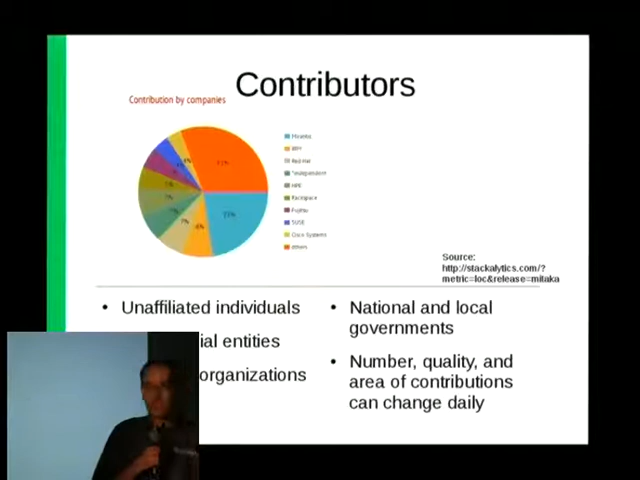 Contributors
Contribution by companies
Mirantis
IBM
Red Hat
*independent
HPE
Rackspace
Fujitsu
SUSE
Cisco Systems
others
Source:
http://stackalytics.com/?
metric=loc&release=mitaka
• Unaffiliated individuals
ial entities
organizations
• National and local
governments
• Number, quality, and
area of contributions
can change daily